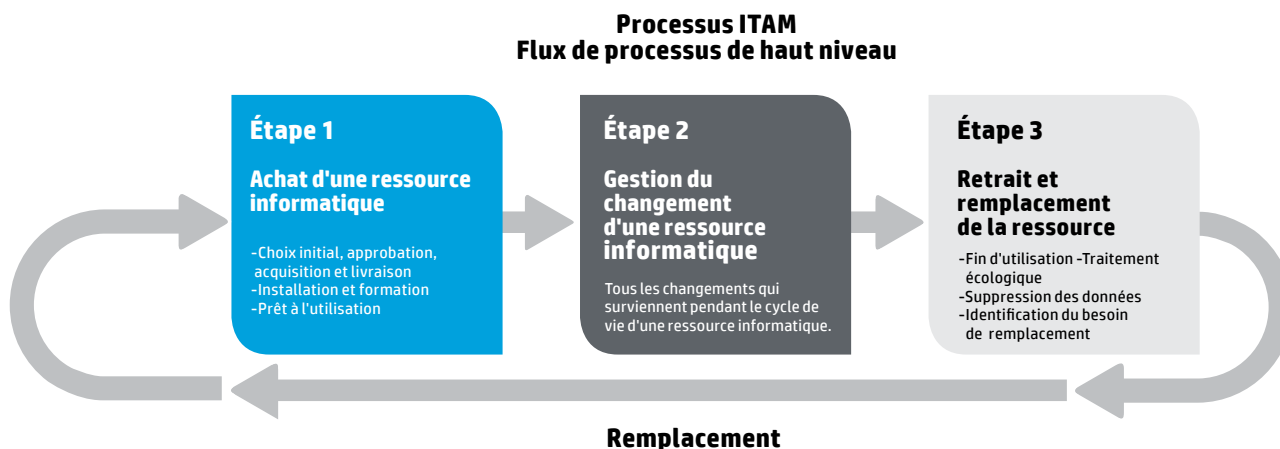 Processus ITAM
Flux de processus de haut niveau
Étape 1
Achat d'une ressource
informatique
-Choix initial, approbation,
acquisition et livraison
-Installation et formation
-Prêt à l'utilisation
Étape 2
Gestion du
changement
d'une ressource
informatique
Tous les changements qui
surviennent pendant le cycle de
vie d'une ressource informatique.
Étape 3
Retrait et
remplacement
de la ressource
-Fin d'utilisation -Traitement
écologique
-Suppression des données
-Identification du besoin
de remplacement
Remplacement